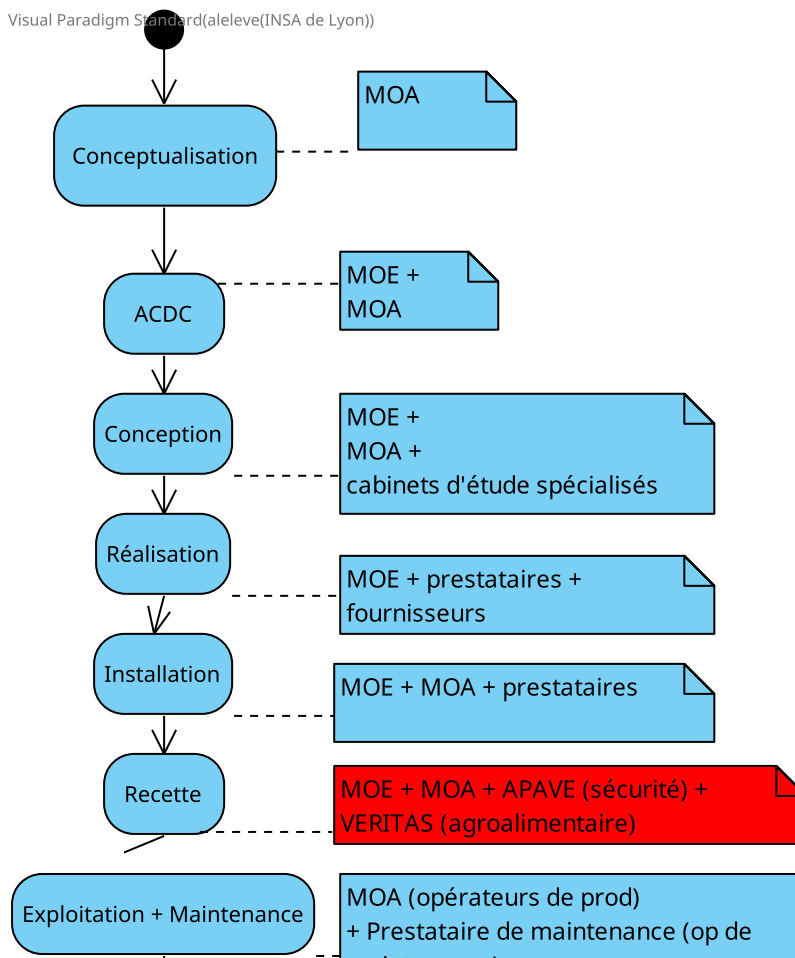 Visual Paradigm Standard(aleleve(INSA de Lyon))
MOA
Conceptualisation
MOE +
MOA
ACDC
MOE +
MOA +
cabinets d'étude spécialisés
Conception
Réalisation
MOE + prestataires +
fournisseurs
Installation
MOE + MOA + prestataires
Recette
MOE + MOA + APAVE (sécurité) +
VERITAS (agroalimentaire)
Exploitation + Maintenance
MOA (opérateurs de prod)
+ Prestataire de maintenance (op de